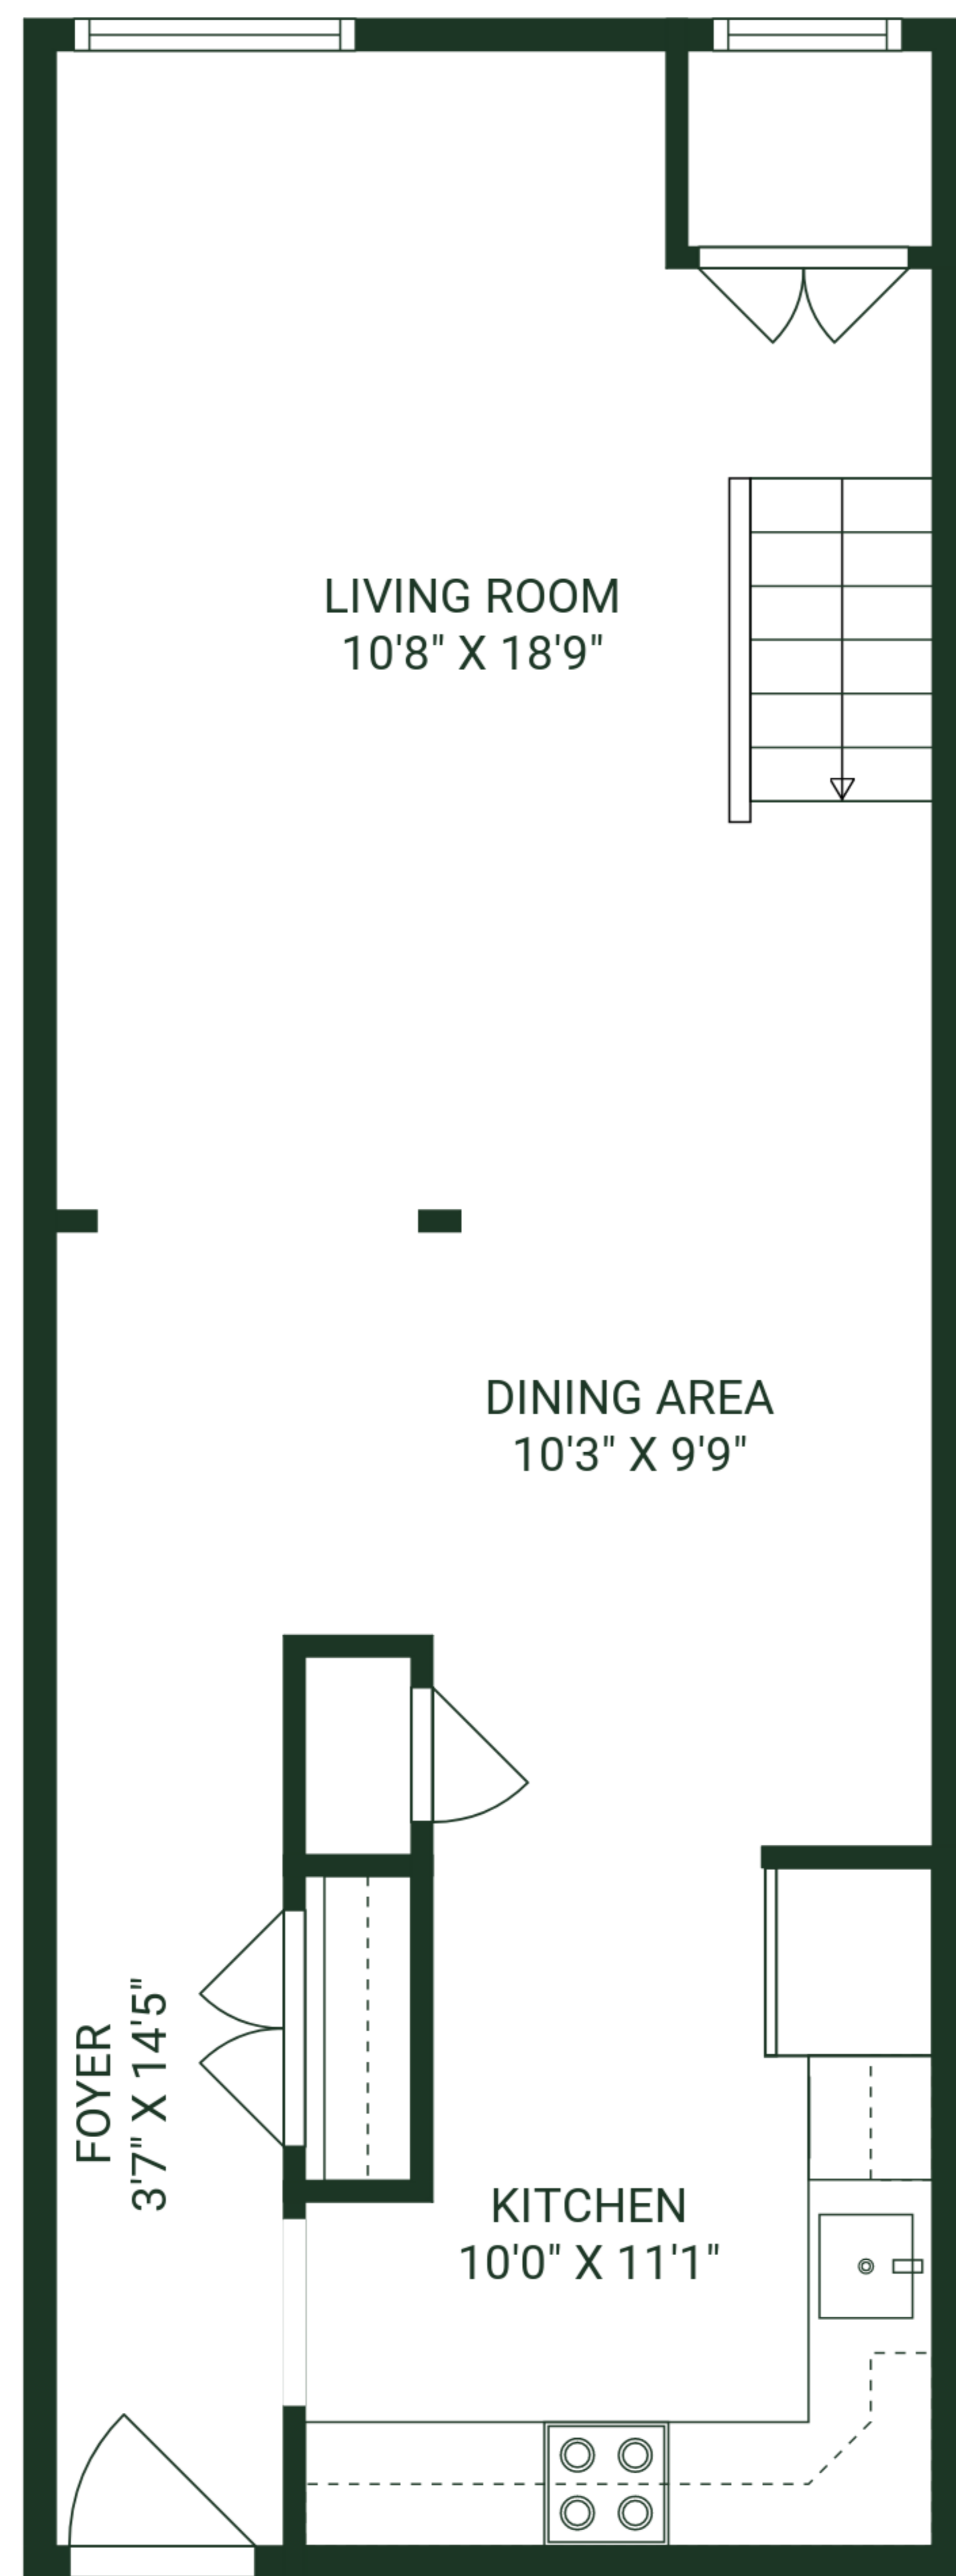 LIVING ROOM
10'8" X 18'9"
DINING AREA
10'3" X 9'9"
FOYER
3'7" X 14'5"
KITCHEN
10'0" X 11'1"